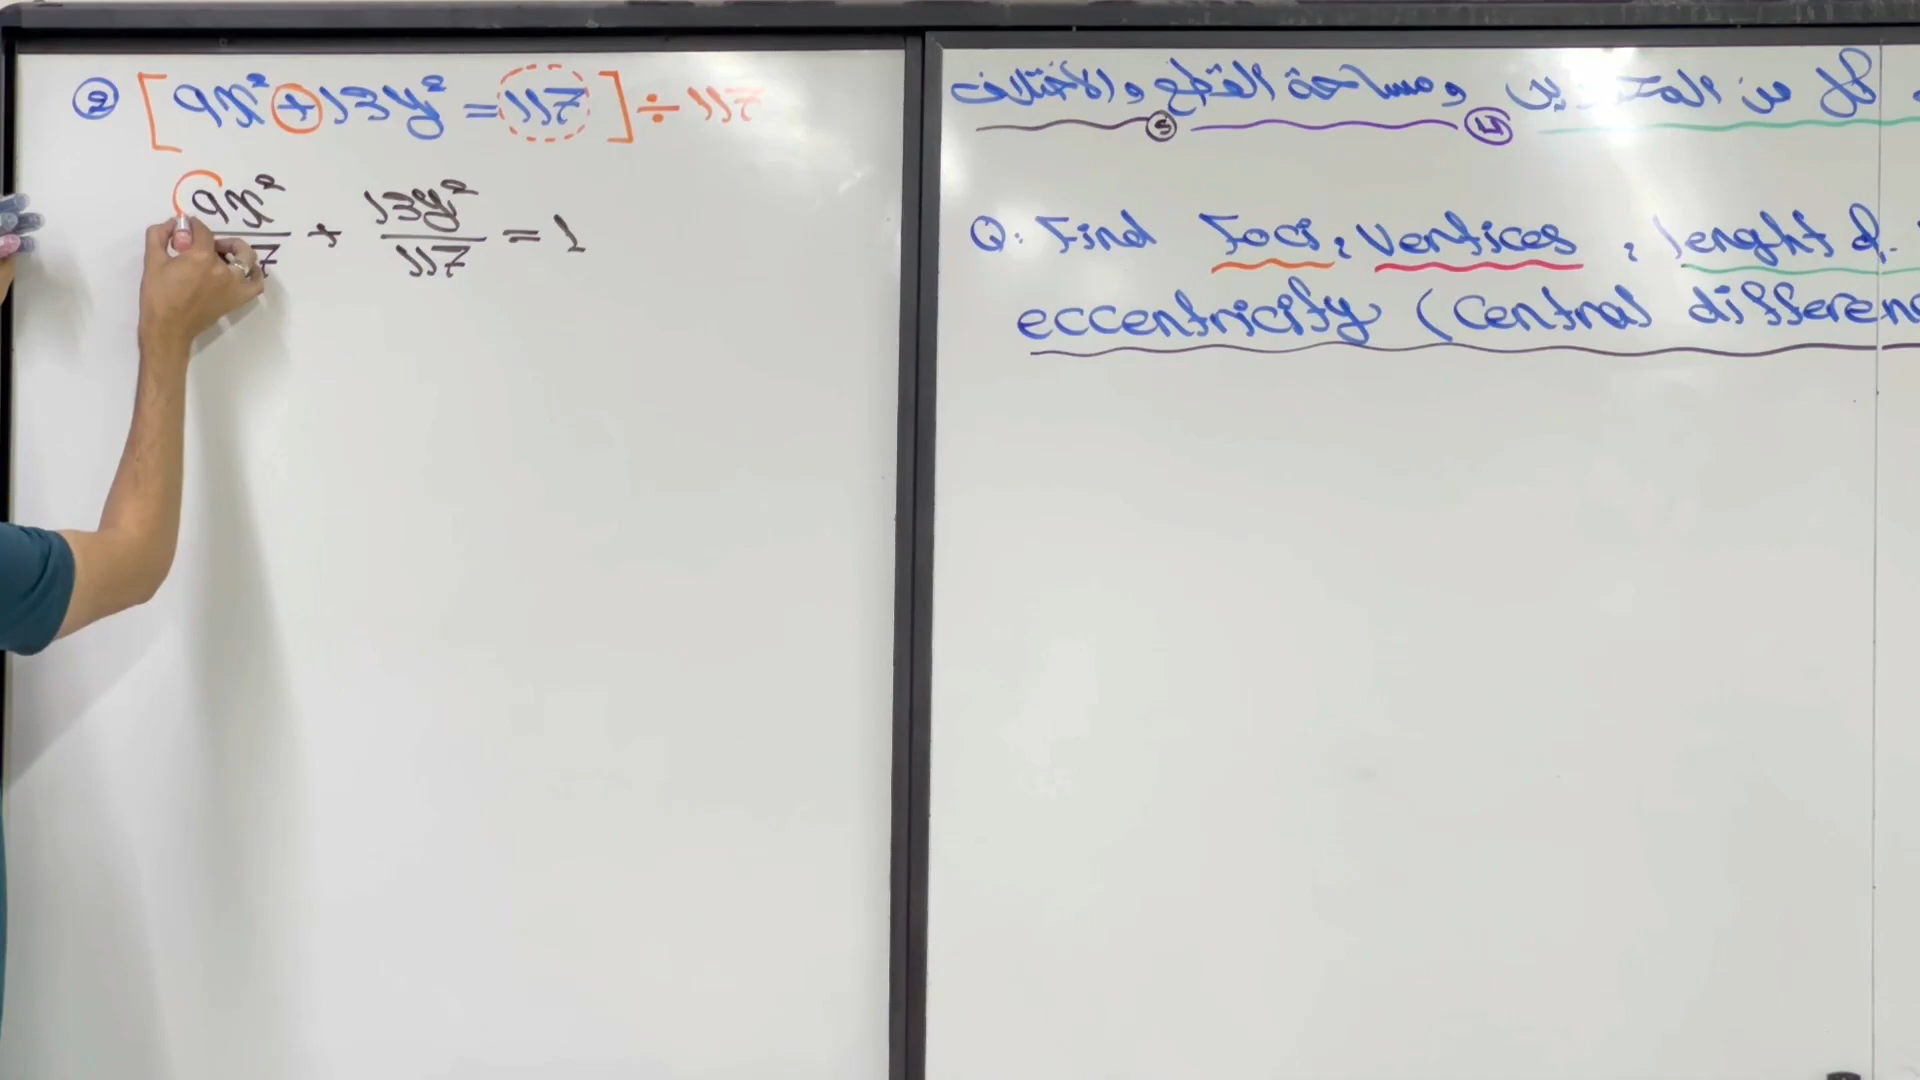 ② [9x² + 13y² = 117] ÷ 117
9x²/117 + 13y²/117 = 1
كل من المحورين ومساحة القطع والاختلاف
Q: Find Foci, Vertices, lenght of
eccentricity (Central differen